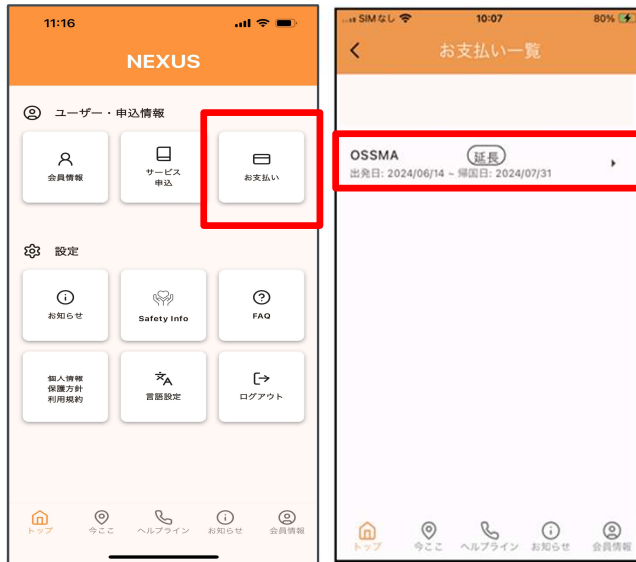 11:16
NEXUS
ユーザー・申込情報
会員情報
サービス
申込
お支払い
設定
お知らせ
Safety Info
FAQ
個人情報
保護方針
利用規約
言語設定
ログアウト
トップ
今ここ
ヘルプライン
お知らせ
会員情報
SIMなし
10:07
80%
お支払い一覧
OSSMA
延長
出発日: 2024/06/14 ~ 帰国日: 2024/07/31
トップ
今ここ
ヘルプライン
お知らせ
会員情報